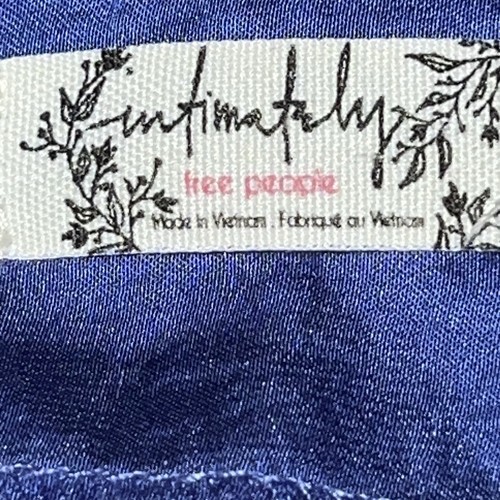 intimately
free people
Made in Vietnam . Fabriqué au Vietnam